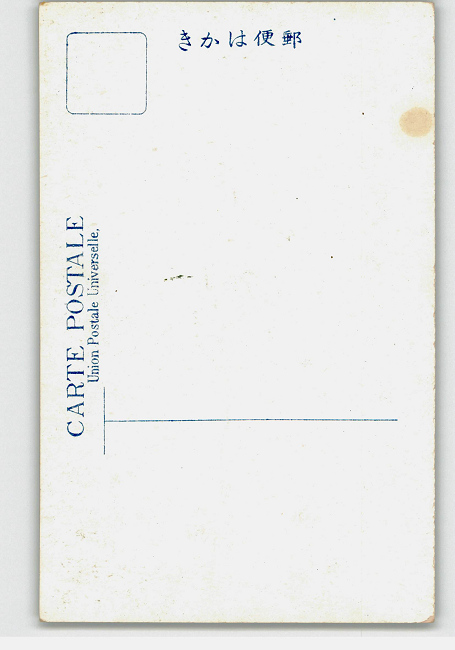 郵便はかき
CARTE POSTALE
Union Postale Universelle,